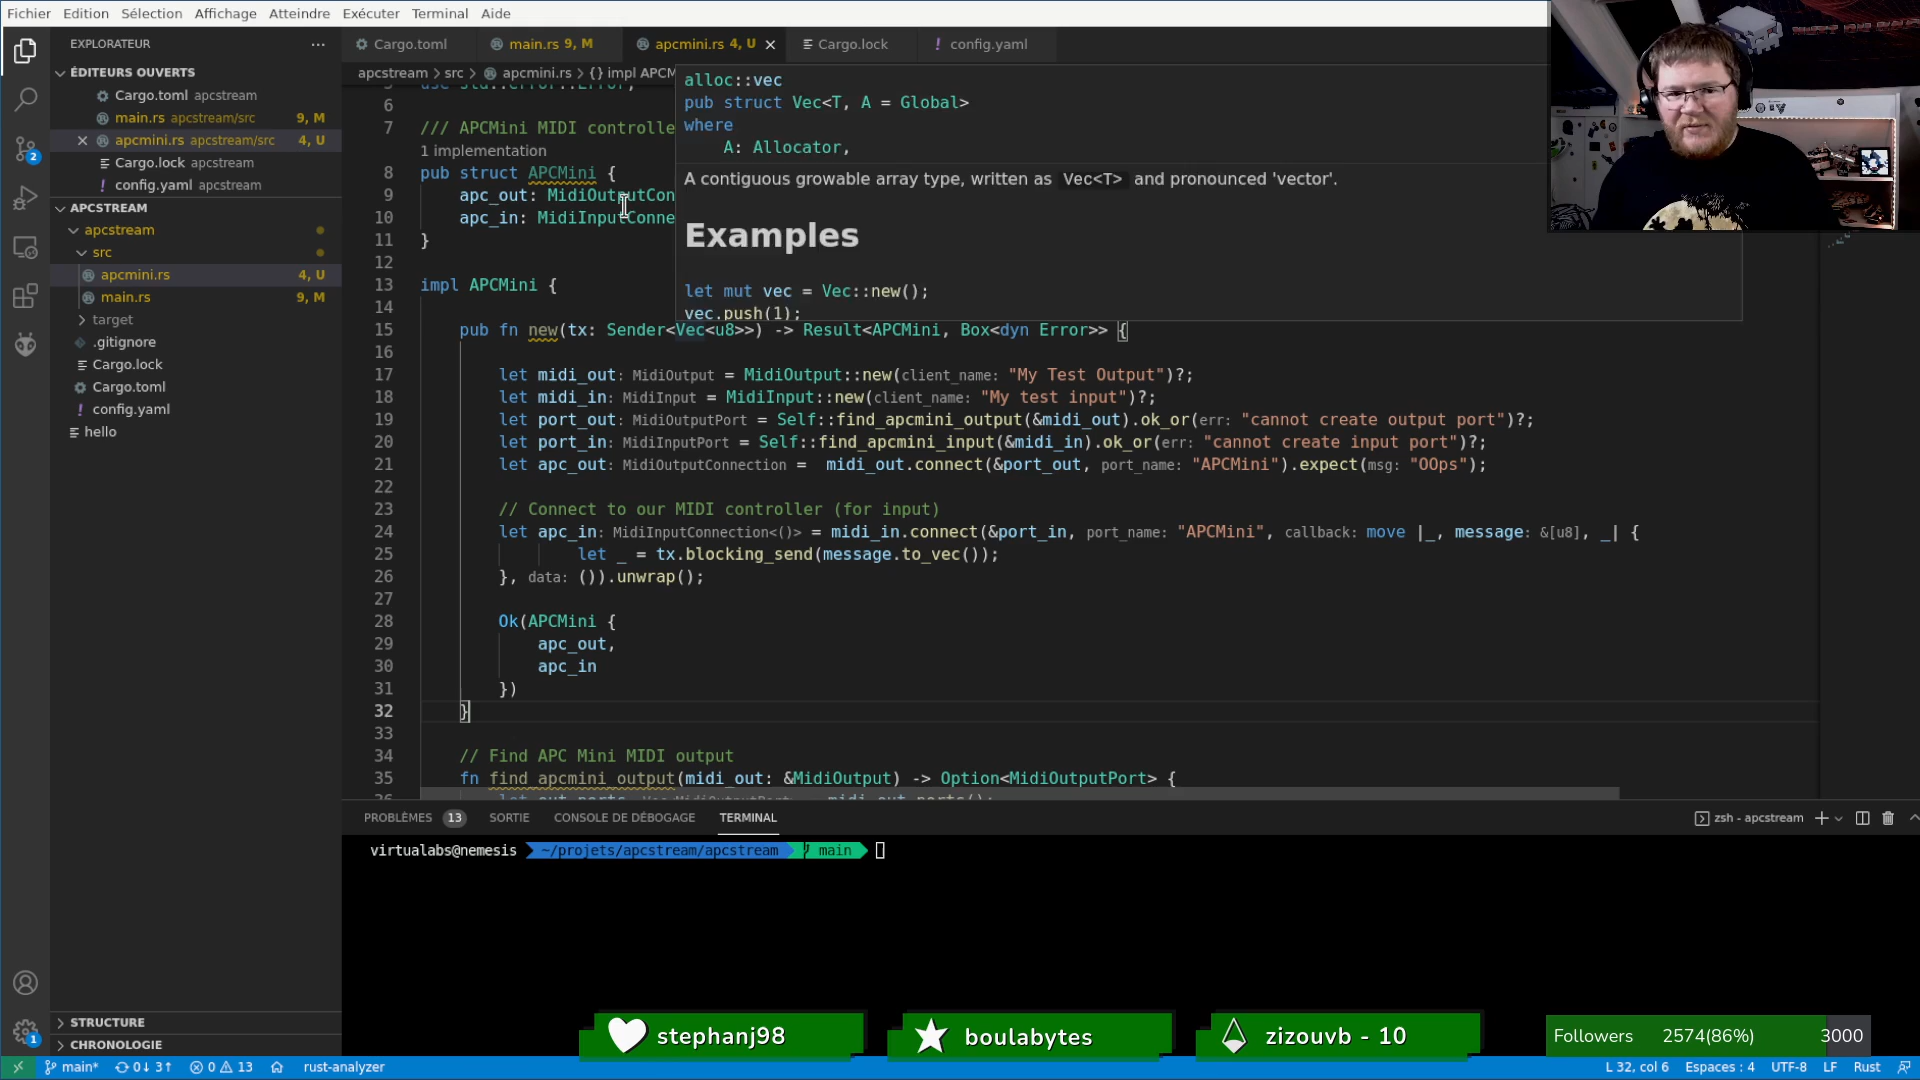 Fichier Edition Sélection Affichage Atteindre Exécuter Terminal Aide
EXPLORATEUR
ÉDITEURS OUVERTS
Cargo.toml apcstream
main.rs apcstream/src 9, M
apcmini.rs apcstream/src 4, U
Cargo.lock apcstream
config.yaml apcstream
APCSTREAM
apcstream
src
apcmini.rs 4, U
main.rs 9, M
target
.gitignore
Cargo.lock
Cargo.toml
config.yaml
hello
STRUCTURE
CHRONOLOGIE
Cargo.toml main.rs 9, M apcmini.rs 4, U Cargo.lock config.yaml
apcstream > src > apcmini.rs > {} impl APCM
use std::error::Error;
6
7 /// APCMini MIDI controlle
1 implementation
8 pub struct APCMini {
9 apc_out: MidiOutputCon
10 apc_in: MidiInputConne
11 }
12
13 impl APCMini {
14
15 pub fn new(tx: Sender<Vec<u8>>) -> Result<APCMini, Box<dyn Error>> {
16
17 let midi_out: MidiOutput = MidiOutput::new(client_name: "My Test Output")?;
18 let midi_in: MidiInput = MidiInput::new(client_name: "My test input")?;
19 let port_out: MidiOutputPort = Self::find_apcmini_output(&midi_out).ok_or(err: "cannot create output port")?;
20 let port_in: MidiInputPort = Self::find_apcmini_input(&midi_in).ok_or(err: "cannot create input port")?;
21 let apc_out: MidiOutputConnection = midi_out.connect(&port_out, port_name: "APCMini").expect(msg: "OOps");
22
23 // Connect to our MIDI controller (for input)
24 let apc_in: MidiInputConnection<()> = midi_in.connect(&port_in, port_name: "APCMini", callback: move |_, message: &[u8], _| {
25 let _ = tx.blocking_send(message.to_vec());
26 }, data: ()).unwrap();
27
28 Ok(APCMini {
29 apc_out,
30 apc_in
31 })
32 }
33
34 // Find APC Mini MIDI output
35 fn find_apcmini_output(midi_out: &MidiOutput) -> Option<MidiOutputPort> {
alloc::vec
pub struct Vec<T, A = Global>
where
A: Allocator,
A contiguous growable array type, written as Vec<T> and pronounced 'vector'.
Examples
let mut vec = Vec::new();
vec.push(1);
PROBLÈMES 13 SORTIE CONSOLE DE DÉBOGAGE TERMINAL
zsh - apcstream
virtualabs@nemesis ~/projets/apcstream/apcstream main
stephanj98
boulabytes
zizouvb - 10
Followers 2574(86%) 3000
2
1
main* 0↓ 3↑ 0 13 rust-analyzer
L 32, col 6 Espaces : 4 UTF-8 LF Rust